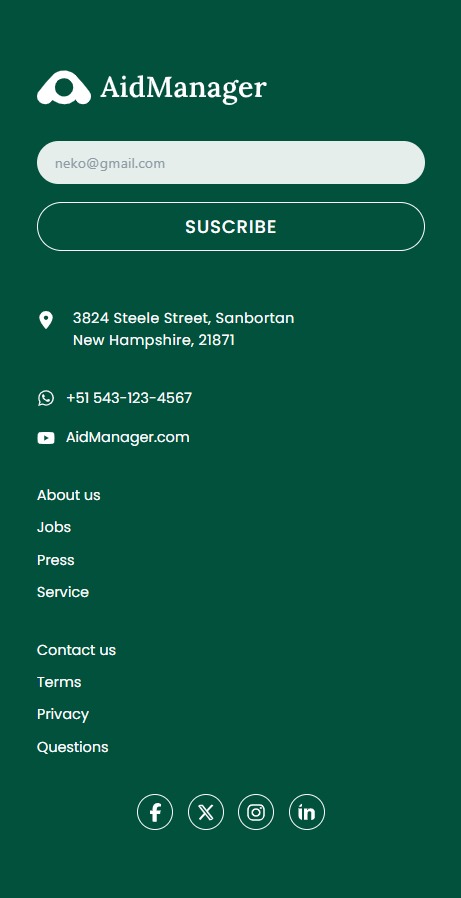 AidManager
neko@gmail.com
SUSCRIBE
3824 Steele Street, Sanbortan
New Hampshire, 21871
+51 543-123-4567
AidManager.com
About us
Jobs
Press
Service
Contact us
Terms
Privacy
Questions